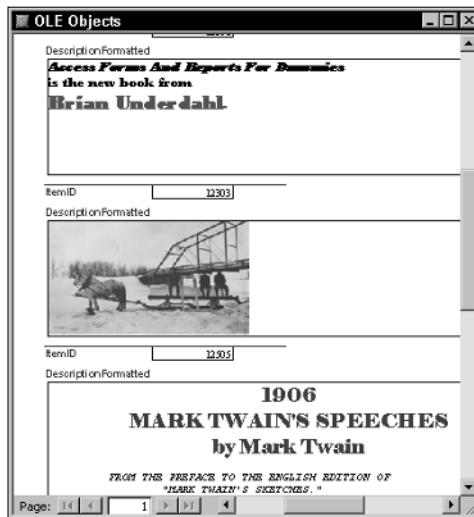 OLE Objects
DescriptionFormatted
Access Forms And Reports For Dummies
is the new book from
Brian Underdahl.
ItemID 12303
DescriptionFormatted
ItemID 12505
DescriptionFormatted
1906
MARK TWAIN'S SPEECHES
by Mark Twain
FROM THE PREFACE TO THE ENGLISH EDITION OF
"MARK TWAIN'S SKETCHES."
Page: 1